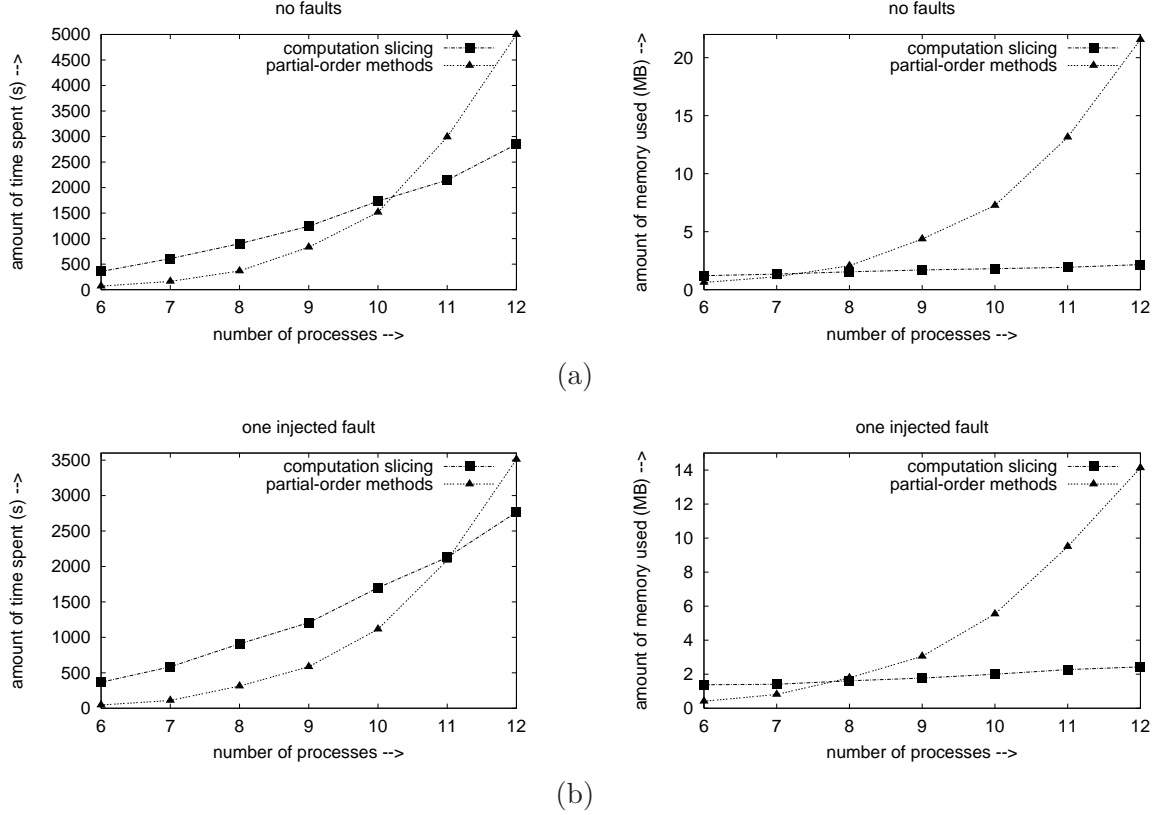 no faults
amount of time spent (s) -->
5000
4500
4000
3500
3000
2500
2000
1500
1000
500
0
computation slicing
partial-order methods
6 7 8 9 10 11 12
number of processes -->
no faults
amount of memory used (MB) -->
20
15
10
5
0
computation slicing
partial-order methods
6 7 8 9 10 11 12
number of processes -->
(a)
one injected fault
amount of time spent (s) -->
3500
3000
2500
2000
1500
1000
500
0
computation slicing
partial-order methods
6 7 8 9 10 11 12
number of processes -->
one injected fault
amount of memory used (MB) -->
14
12
10
8
6
4
2
0
computation slicing
partial-order methods
6 7 8 9 10 11 12
number of processes -->
(b)